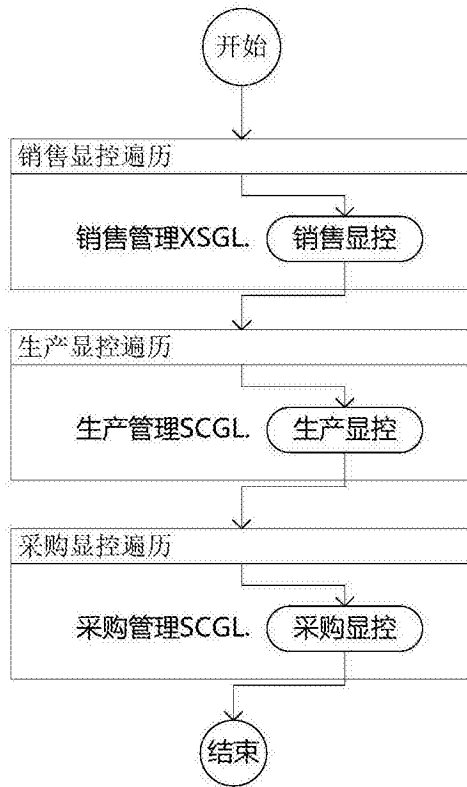 开始
销售显控遍历
销售管理XSGL. 销售显控
生产显控遍历
生产管理SCGL. 生产显控
采购显控遍历
采购管理SCGL. 采购显控
结束